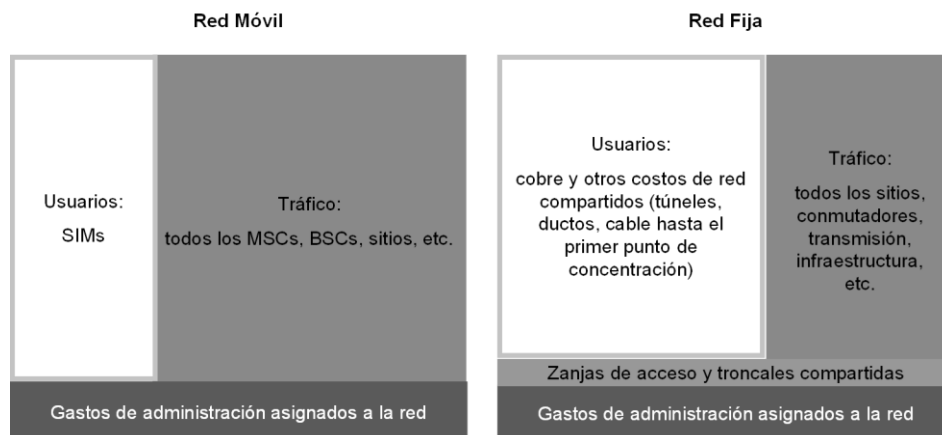 Red Móvil
Usuarios:
SIMs
Tráfico:
todos los MSCs, BSCs, sitios, etc.
Gastos de administración asignados a la red
Red Fija
Usuarios:
cobre y otros costos de red
compartidos (túneles,
ductos, cable hasta el
primer punto de
concentración)
Tráfico:
todos los sitios,
conmutadores,
transmisión,
infraestructura,
etc.
Zanjas de acceso y troncales compartidas
Gastos de administración asignados a la red